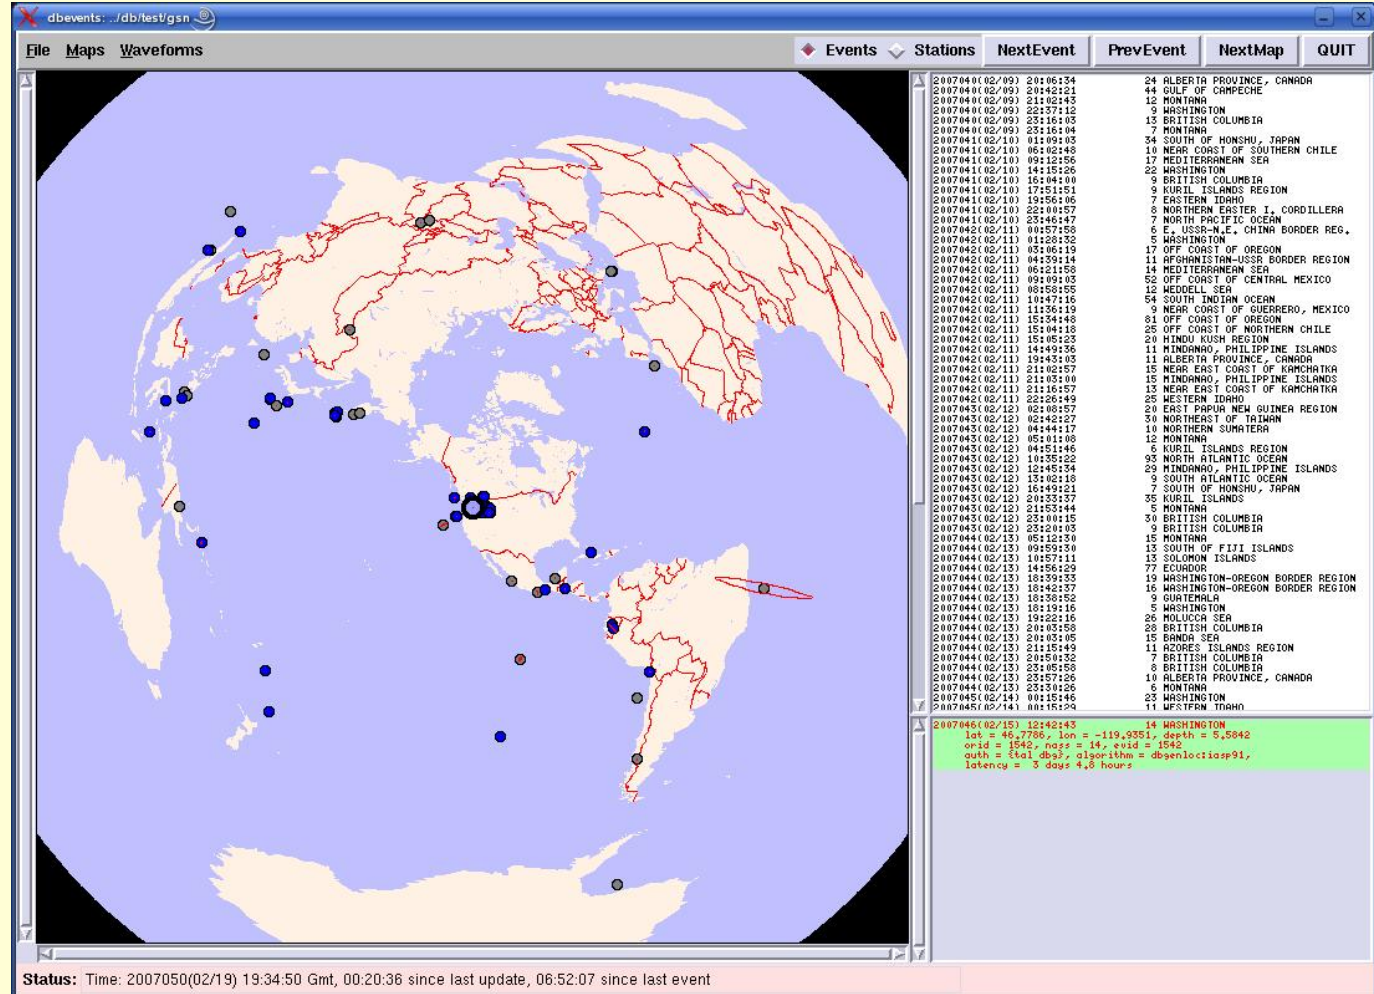 dbevents: ../db/test/gsn
File Maps Waveforms Events Stations NextEvent PrevEvent NextMap QUIT
2007040(02/09) 20:06:34 24 ALBERTA PROVINCE, CANADA
2007040(02/09) 20:42:21 44 GULF OF CAMPECHE
2007040(02/09) 21:02:43 12 MONTANA
2007040(02/09) 22:37:12 9 WASHINGTON
2007040(02/09) 23:16:03 13 BRITISH COLUMBIA
2007040(02/09) 23:16:04 7 MONTANA
2007041(02/10) 01:09:03 34 SOUTH OF HONSHU, JAPAN
2007041(02/10) 06:02:48 10 NEAR COAST OF SOUTHERN CHILE
2007041(02/10) 09:12:56 17 MEDITERRANEAN SEA
2007041(02/10) 14:15:26 22 WASHINGTON
2007041(02/10) 16:04:00 9 BRITISH COLUMBIA
2007041(02/10) 17:51:51 9 KURIL ISLANDS REGION
2007041(02/10) 19:56:06 7 EASTERN IDAHO
2007041(02/10) 22:00:57 8 NORTHERN EASTER I. CORDILLERA
2007041(02/10) 23:46:47 7 NORTH PACIFIC OCEAN
2007042(02/11) 00:57:58 6 E. USSR-N.E. CHINA BORDER REG.
2007042(02/11) 01:28:32 5 WASHINGTON
2007042(02/11) 03:06:19 17 OFF COAST OF OREGON
2007042(02/11) 04:39:14 11 AFGHANISTAN-USSR BORDER REGION
2007042(02/11) 06:21:58 14 MEDITERRANEAN SEA
2007042(02/11) 09:09:03 52 OFF COAST OF CENTRAL MEXICO
2007042(02/11) 08:58:55 12 WEDDELL SEA
2007042(02/11) 10:47:16 54 SOUTH INDIAN OCEAN
2007042(02/11) 11:36:19 9 NEAR COAST OF GUERRERO, MEXICO
2007042(02/11) 15:34:48 81 OFF COAST OF OREGON
2007042(02/11) 15:04:18 25 OFF COAST OF NORTHERN CHILE
2007042(02/11) 15:05:23 20 HINDU KUSH REGION
2007042(02/11) 14:49:36 11 MINDANAO, PHILIPPINE ISLANDS
2007042(02/11) 19:43:03 11 ALBERTA PROVINCE, CANADA
2007042(02/11) 21:02:57 15 NEAR EAST COAST OF KAMCHATKA
2007042(02/11) 21:03:00 15 MINDANAO, PHILIPPINE ISLANDS
2007042(02/11) 21:16:57 13 NEAR EAST COAST OF KAMCHATKA
2007042(02/11) 22:26:49 25 WESTERN IDAHO
2007043(02/12) 02:08:57 20 EAST PAPUA NEW GUINEA REGION
2007043(02/12) 02:42:27 30 NORTHEAST OF TAIWAN
2007043(02/12) 04:44:17 10 NORTHERN SUMATERA
2007043(02/12) 05:01:08 12 MONTANA
2007043(02/12) 04:51:46 6 KURIL ISLANDS REGION
2007043(02/12) 10:35:22 93 NORTH ATLANTIC OCEAN
2007043(02/12) 12:45:34 29 MINDANAO, PHILIPPINE ISLANDS
2007043(02/12) 13:02:18 9 SOUTH ATLANTIC OCEAN
2007043(02/12) 16:49:21 7 SOUTH OF HONSHU, JAPAN
2007043(02/12) 20:33:37 35 KURIL ISLANDS
2007043(02/12) 21:53:44 5 MONTANA
2007043(02/12) 23:00:15 30 BRITISH COLUMBIA
2007043(02/12) 23:20:03 9 BRITISH COLUMBIA
2007044(02/13) 05:12:30 15 MONTANA
2007044(02/13) 09:59:30 13 SOUTH OF FIJI ISLANDS
2007044(02/13) 10:57:11 13 SOLOMON ISLANDS
2007044(02/13) 14:56:29 77 ECUADOR
2007044(02/13) 18:39:33 19 WASHINGTON-OREGON BORDER REGION
2007044(02/13) 18:42:37 16 WASHINGTON-OREGON BORDER REGION
2007044(02/13) 18:38:52 9 GUATEMALA
2007044(02/13) 18:19:16 5 WASHINGTON
2007044(02/13) 19:22:16 26 MOLUCCA SEA
2007044(02/13) 20:03:58 28 BRITISH COLUMBIA
2007044(02/13) 20:03:05 15 BANDA SEA
2007044(02/13) 21:15:49 11 AZORES ISLANDS REGION
2007044(02/13) 20:50:32 7 BRITISH COLUMBIA
2007044(02/13) 23:05:58 8 BRITISH COLUMBIA
2007044(02/13) 23:57:26 10 ALBERTA PROVINCE, CANADA
2007044(02/13) 23:30:26 6 MONTANA
2007045(02/14) 00:15:46 23 WASHINGTON
2007045(02/14) 00:15:29 11 WESTERN IDAHO
2007046(02/15) 12:42:43 14 WASHINGTON
lat = 46.7786, lon = -119.9351, depth = 5.5842
orid = 1542, nass = 14, evid = 1542
auth = {tal dbg}, algorithm = dbgenloc:iasp91,
latency = 3 days 4.8 hours
Status: Time: 2007050(02/19) 19:34:50 Gmt, 00:20:36 since last update, 06:52:07 since last event